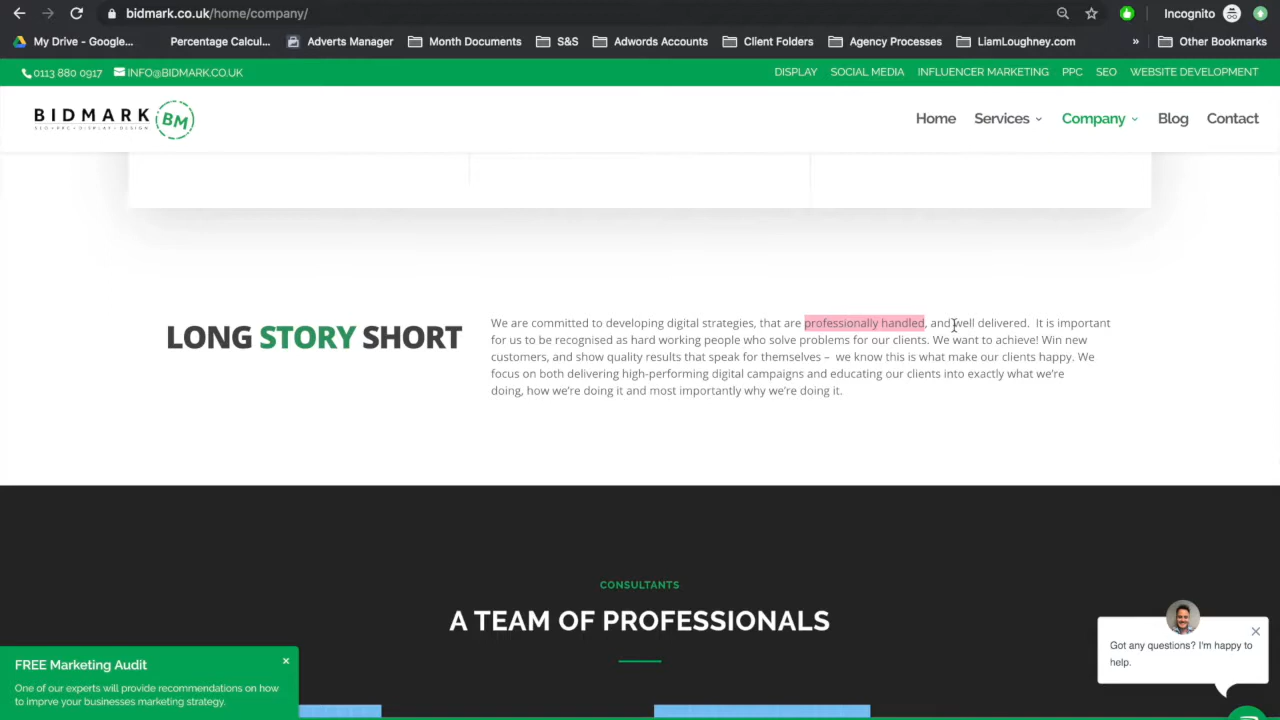 bidmark.co.uk/home/company/
Incognito
My Drive - Google...
Percentage Calcul...
Adverts Manager
Month Documents
S&S
Adwords Accounts
Client Folders
Agency Processes
LiamLoughney.com
»
Other Bookmarks
0113 880 0917
INFO@BIDMARK.CO.UK
DISPLAY
SOCIAL MEDIA
INFLUENCER MARKETING
PPC
SEO
WEBSITE DEVELOPMENT
BIDMARK
SEO • PPC • DISPLAY • DESIGN
BM
Home
Services
Company
Blog
Contact
LONG STORY SHORT
We are committed to developing digital strategies, that are professionally handled, and well delivered.  It is important
for us to be recognised as hard working people who solve problems for our clients. We want to achieve! Win new
customers, and show quality results that speak for themselves –  we know this is what make our clients happy. We
focus on both delivering high-performing digital campaigns and educating our clients into exactly what we're
doing, how we're doing it and most importantly why we're doing it.
CONSULTANTS
A TEAM OF PROFESSIONALS
FREE Marketing Audit
One of our experts will provide recommendations on how
to imprve your businesses marketing strategy.
Got any questions? I'm happy to
help.